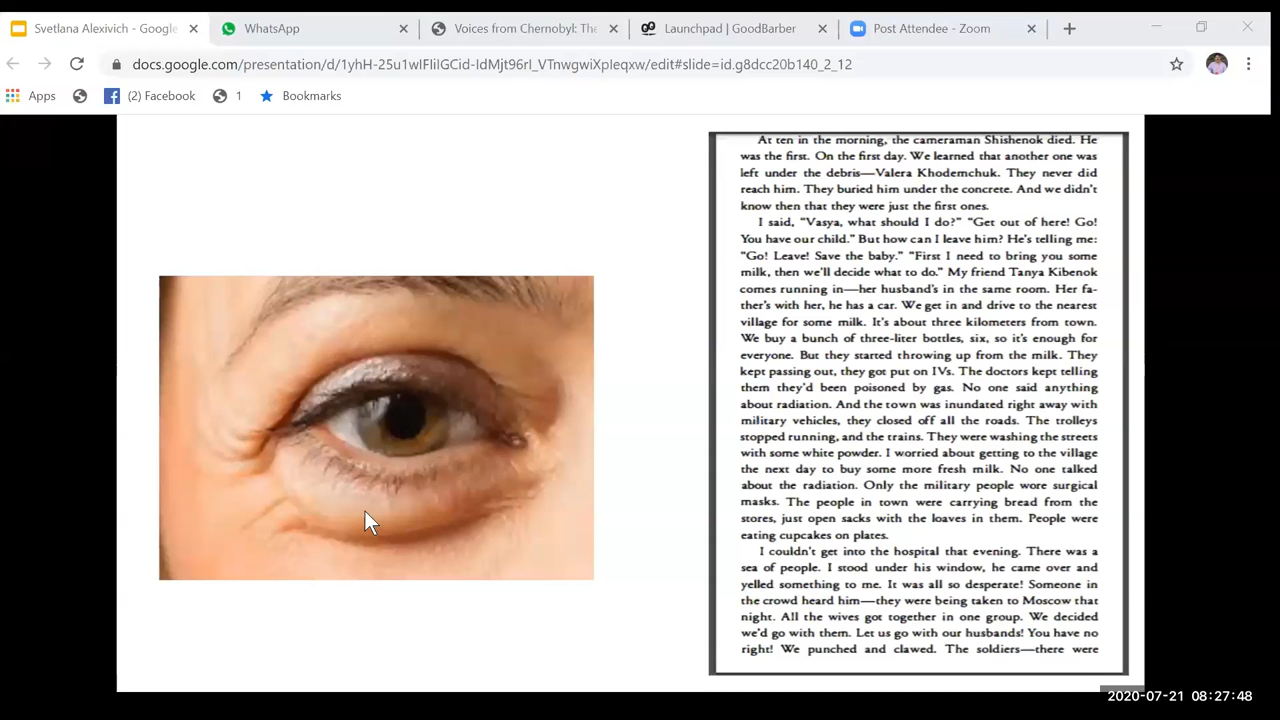 Svetlana Alexivich - Google
WhatsApp
Voices from Chernobyl: The
Launchpad | GoodBarber
Post Attendee - Zoom
docs.google.com/presentation/d/1yhH-25u1wIFIiIGCid-IdMjt96rI_VTnwgwiXpIeqxw/edit#slide=id.g8dcc20b140_2_12
Apps
(2) Facebook
1
Bookmarks
At ten in the morning, the cameraman Shishenok died. He
was the first. On the first day. We learned that another one was
left under the debris—Valera Khodemchuk. They never did
reach him. They buried him under the concrete. And we didn't
know then that they were just the first ones.
I said, "Vasya, what should I do?" "Get out of here! Go!
You have our child." But how can I leave him? He's telling me:
"Go! Leave! Save the baby." "First I need to bring you some
milk, then we'll decide what to do." My friend Tanya Kibenok
comes running in—her husband's in the same room. Her fa-
ther's with her, he has a car. We get in and drive to the nearest
village for some milk. It's about three kilometers from town.
We buy a bunch of three-liter bottles, six, so it's enough for
everyone. But they started throwing up from the milk. They
kept passing out, they got put on IVs. The doctors kept telling
them they'd been poisoned by gas. No one said anything
about radiation. And the town was inundated right away with
military vehicles, they closed off all the roads. The trolleys
stopped running, and the trains. They were washing the streets
with some white powder. I worried about getting to the village
the next day to buy some more fresh milk. No one talked
about the radiation. Only the military people wore surgical
masks. The people in town were carrying bread from the
stores, just open sacks with the loaves in them. People were
eating cupcakes on plates.
I couldn't get into the hospital that evening. There was a
sea of people. I stood under his window, he came over and
yelled something to me. It was all so desperate! Someone in
the crowd heard him—they were being taken to Moscow that
night. All the wives got together in one group. We decided
we'd go with them. Let us go with our husbands! You have no
right! We punched and clawed. The soldiers—there were
2020-07-21 08:27:48